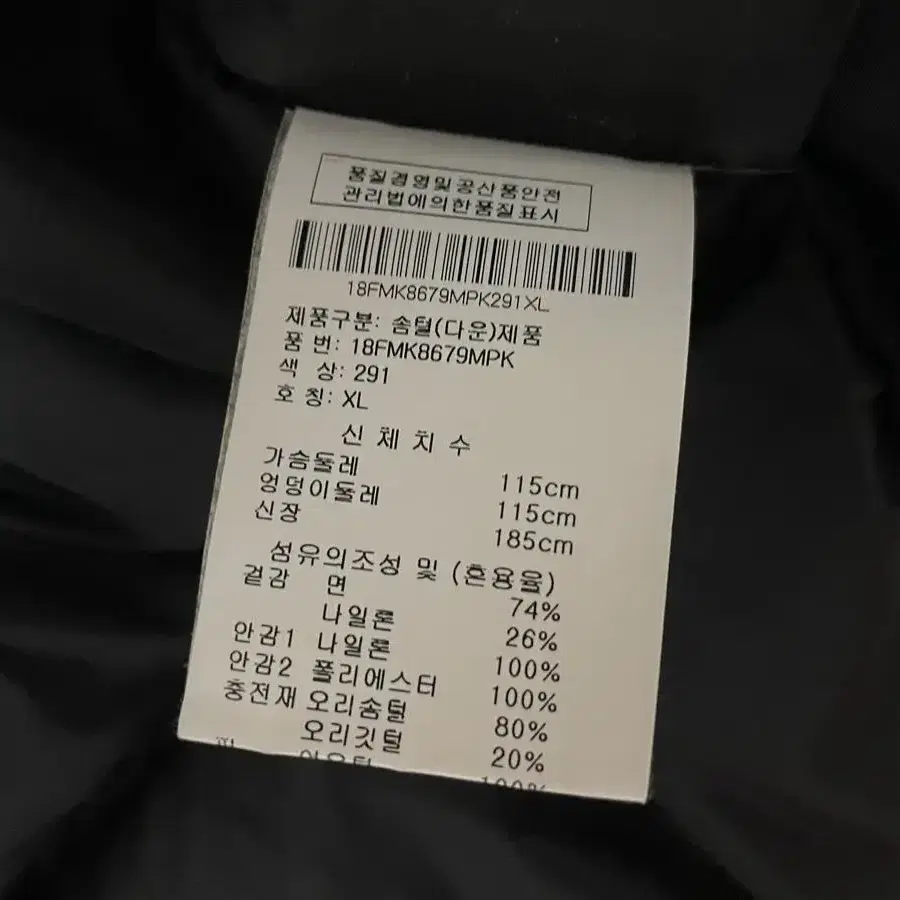 품질경영및공산품안전
관리법에의한품질표시
18FMK8679MPK291XL
제품구분: 솜털(다운)제품
품 번: 18FMK8679MPK
색 상: 291
호 칭: XL
신 체 치 수
가슴둘레 115cm
엉덩이둘레 115cm
신장 185cm
섬유의조성 및 (혼용율)
겉감 면 74%
나일론 26%
안감1 나일론 100%
안감2 폴리에스터 100%
충전재 오리솜털 80%
오리깃털 20%